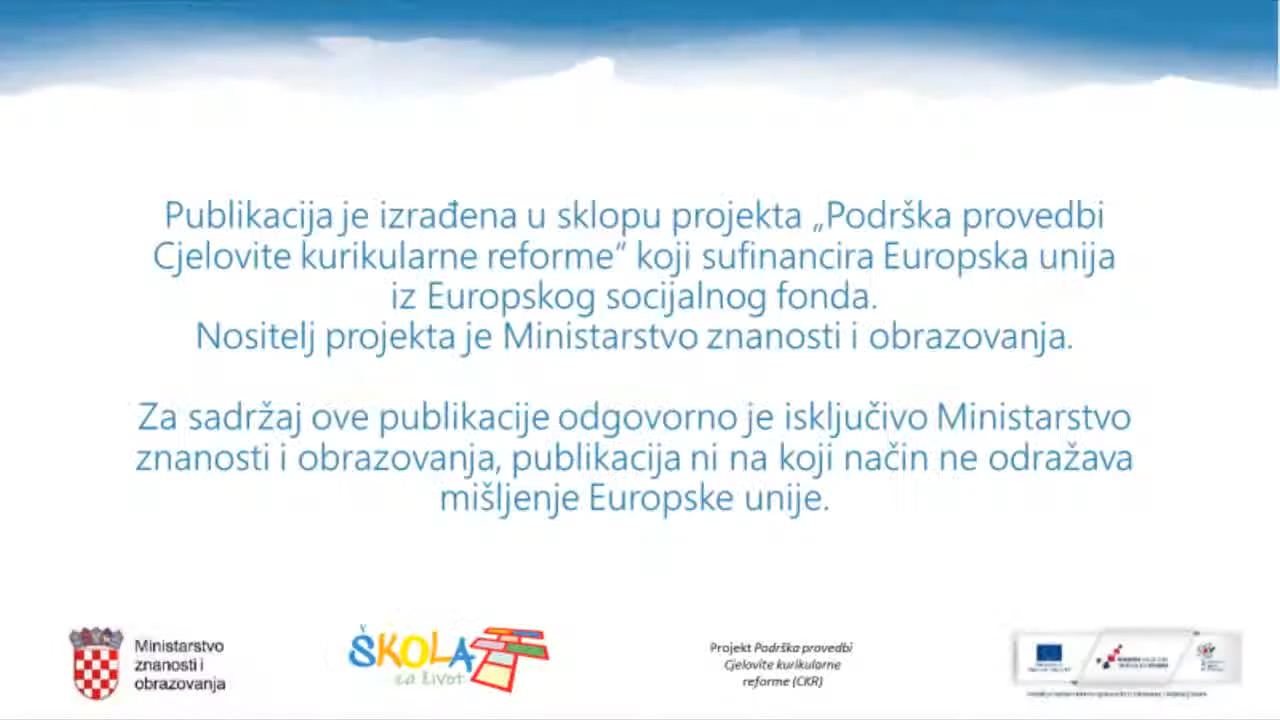 Publikacija je izrađena u sklopu projekta „Podrška provedbi
Cjelovite kurikularne reforme“ koji sufinancira Europska unija
iz Europskog socijalnog fonda.
Nositelj projekta je Ministarstvo znanosti i obrazovanja.
Za sadržaj ove publikacije odgovorno je isključivo Ministarstvo
znanosti i obrazovanja, publikacija ni na koji način ne odražava
mišljenje Europske unije.
Ministarstvo
znanosti i
obrazovanja
ŠKOLA
za život
Projekt Podrška provedbi
Cjelovite kurikularne
reforme (CKR)